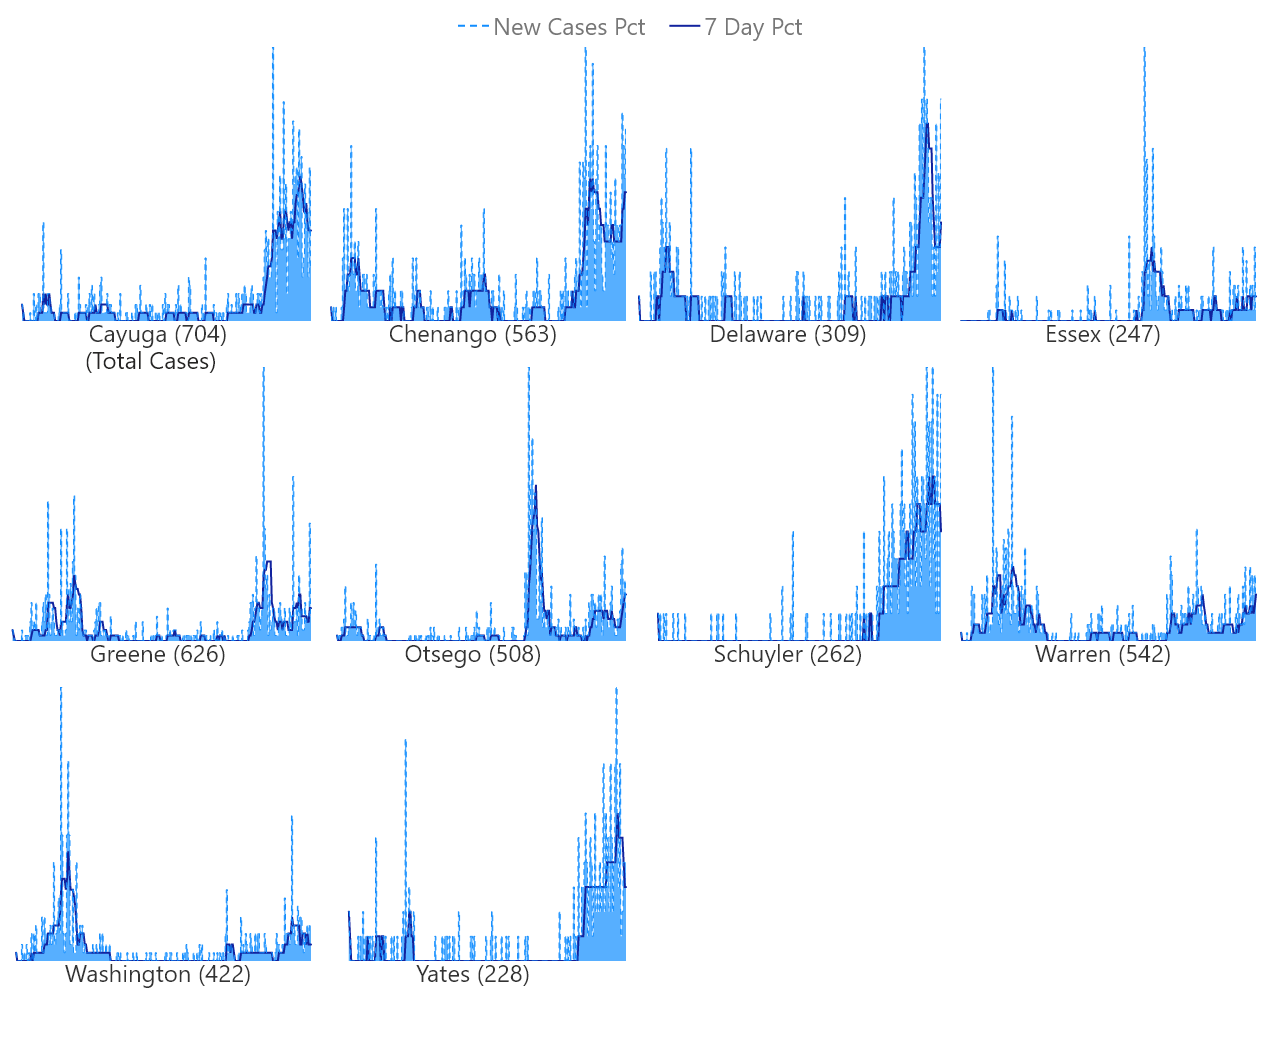 New Cases Pct 7 Day Pct
Cayuga (704)
(Total Cases)
Chenango (563)
Delaware (309)
Essex (247)
Greene (626)
Otsego (508)
Schuyler (262)
Warren (542)
Washington (422)
Yates (228)